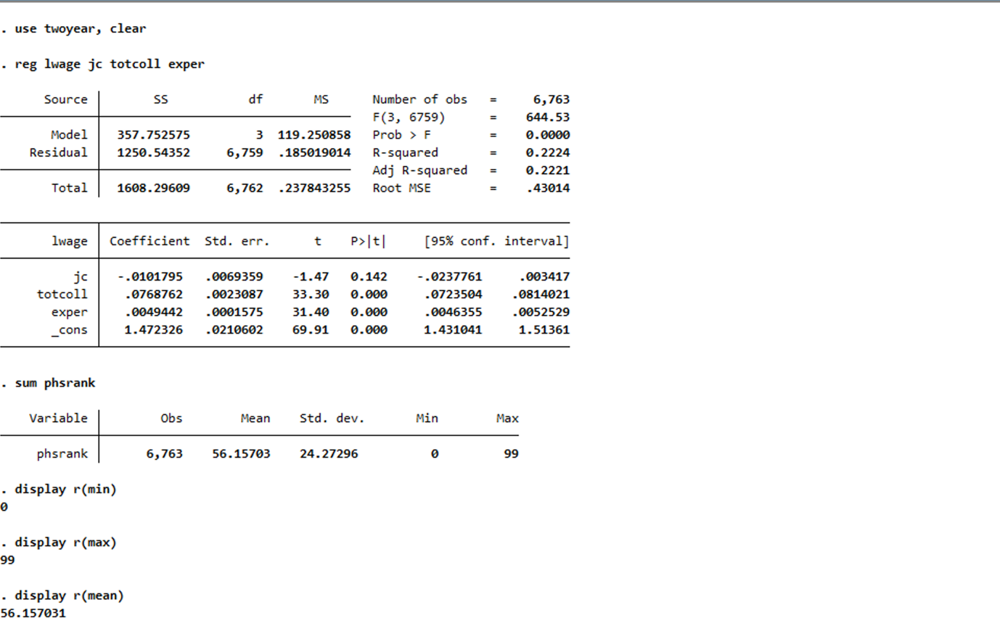 . use twoyear, clear
. reg lwage jc totcoll exper
Source SS df MS Number of obs = 6,763
F(3, 6759) = 644.53
Model 357.752575 3 119.250858 Prob > F = 0.0000
Residual 1250.54352 6,759 .185019014 R-squared = 0.2224
Adj R-squared = 0.2221
Total 1608.29609 6,762 .237843255 Root MSE = .43014
lwage Coefficient Std. err. t P>|t| [95% conf. interval]
jc -.0101795 .0069359 -1.47 0.142 -.0237761 .003417
totcoll .0768762 .0023087 33.30 0.000 .0723504 .0814021
exper .0049442 .0001575 31.40 0.000 .0046355 .0052529
_cons 1.472326 .0210602 69.91 0.000 1.431041 1.51361
. sum phsrank
Variable Obs Mean Std. dev. Min Max
phsrank 6,763 56.15703 24.27296 0 99
. display r(min)
0
. display r(max)
99
. display r(mean)
56.157031